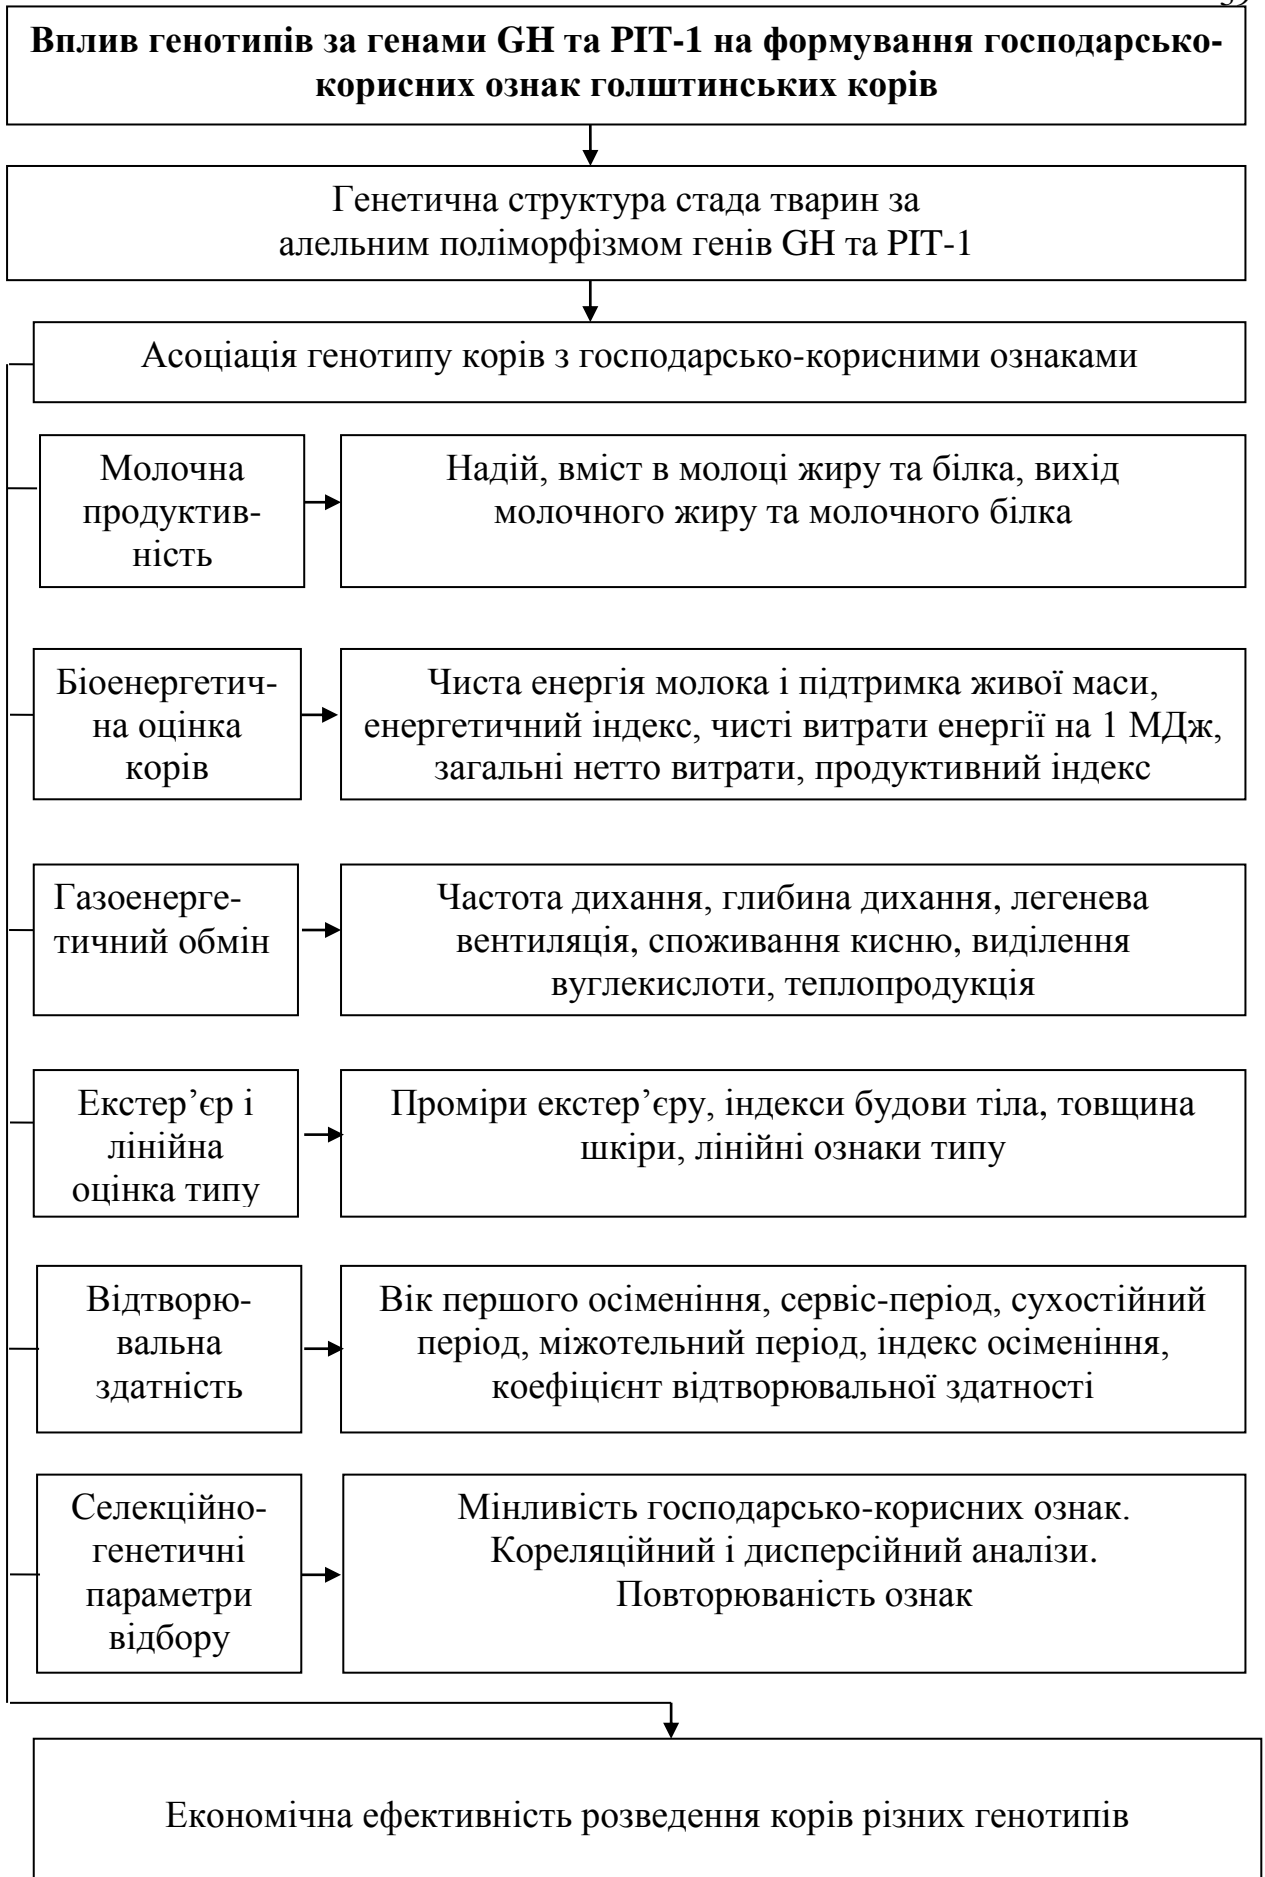 Вплив генотипів за генами GH та PIT-1 на формування господарсько-
корисних ознак голштинських корів
Генетична структура стада тварин за
алельним поліморфізмом генів GH та PIT-1
Асоціація генотипу корів з господарсько-корисними ознаками
Молочна
продуктив-
ність
Надій, вміст в молоці жиру та білка, вихід
молочного жиру та молочного білка
Біоенергетич-
на оцінка
корів
Чиста енергія молока і підтримка живої маси,
енергетичний індекс, чисті витрати енергії на 1 МДж,
загальні нетто витрати, продуктивний індекс
Газоенерге-
тичний обмін
Частота дихання, глибина дихання, легенева
вентиляція, споживання кисню, виділення
вуглекислоти, теплопродукція
Екстер’єр і
лінійна
оцінка типу
Проміри екстер’єру, індекси будови тіла, товщина
шкіри, лінійні ознаки типу
Відтворю-
вальна
здатність
Вік першого осіменіння, сервіс-період, сухостійний
період, міжотельний період, індекс осіменіння,
коефіцієнт відтворювальної здатності
Селекційно-
генетичні
параметри
відбору
Мінливість господарсько-корисних ознак.
Кореляційний і дисперсійний аналізи.
Повторюваність ознак
Економічна ефективність розведення корів різних генотипів